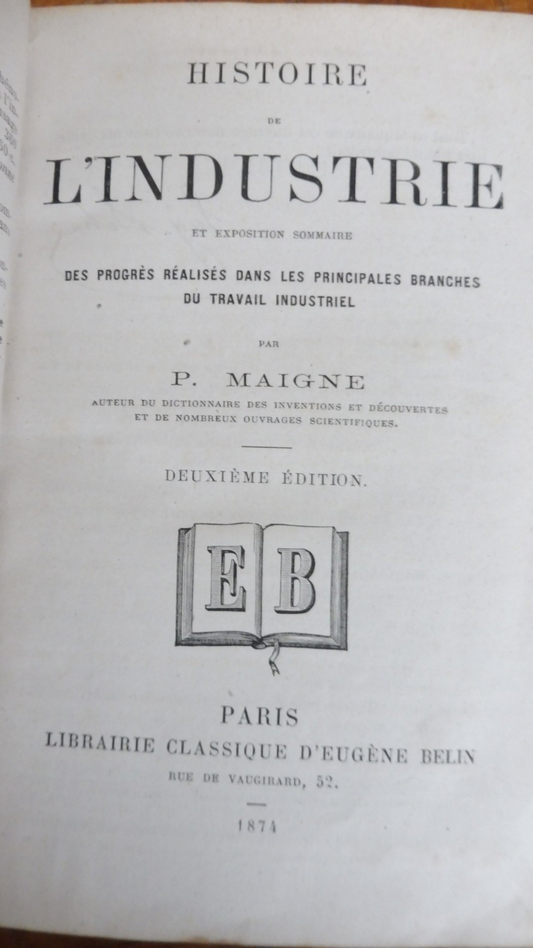 HISTOIRE
DE
L'INDUSTRIE
ET EXPOSITION SOMMAIRE
DES PROGRÈS RÉALISÉS DANS LES PRINCIPALES BRANCHES
DU TRAVAIL INDUSTRIEL
PAR
P. MAIGNE
AUTEUR DU DICTIONNAIRE DES INVENTIONS ET DÉCOUVERTES
ET DE NOMBREUX OUVRAGES SCIENTIFIQUES.
DEUXIÈME ÉDITION.
E B
PARIS
LIBRAIRIE CLASSIQUE D'EUGÈNE BELIN
RUE DE VAUGIRARD, 52.
1874